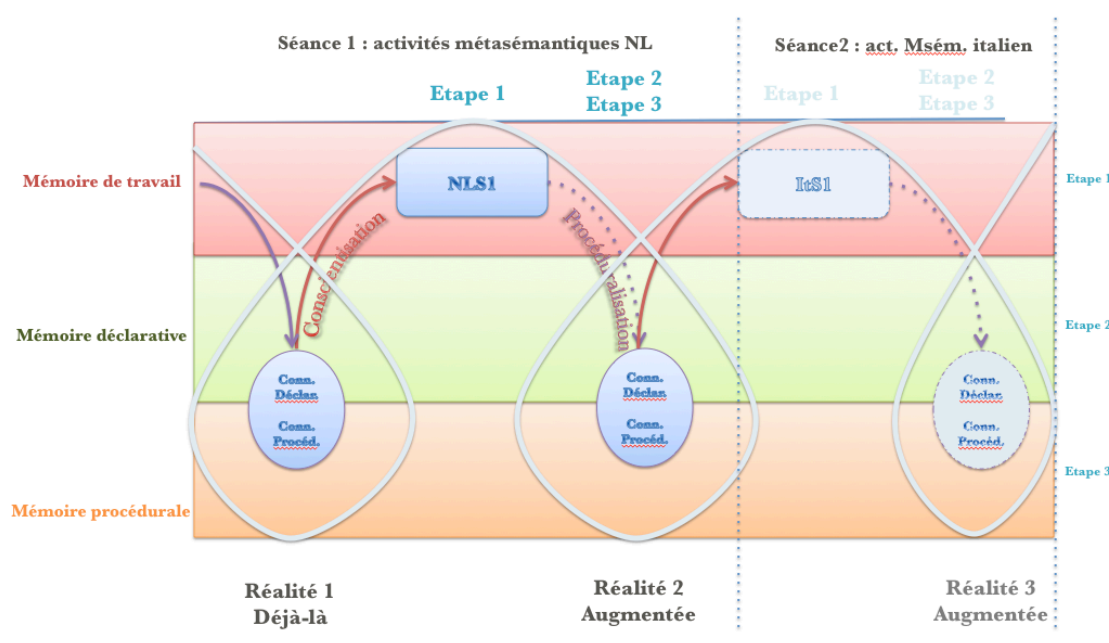 Séance 1 : activités métasémantiques NL
Séance2 : act. Msém. italien
Etape 1
Etape 2
Etape 3
Etape 1
Etape 2
Etape 3
Mémoire de travail
NLS1
ItS1
Etape 1
Conscientisation
Procéduralisation
Mémoire déclarative
Etape 2
Conn.
Déclar.
Conn.
Procéd.
Conn.
Déclar.
Conn.
Procéd.
Conn.
Déclar.
Conn.
Procéd.
Etape 3
Mémoire procédurale
Réalité 1
Déjà-là
Réalité 2
Augmentée
Réalité 3
Augmentée